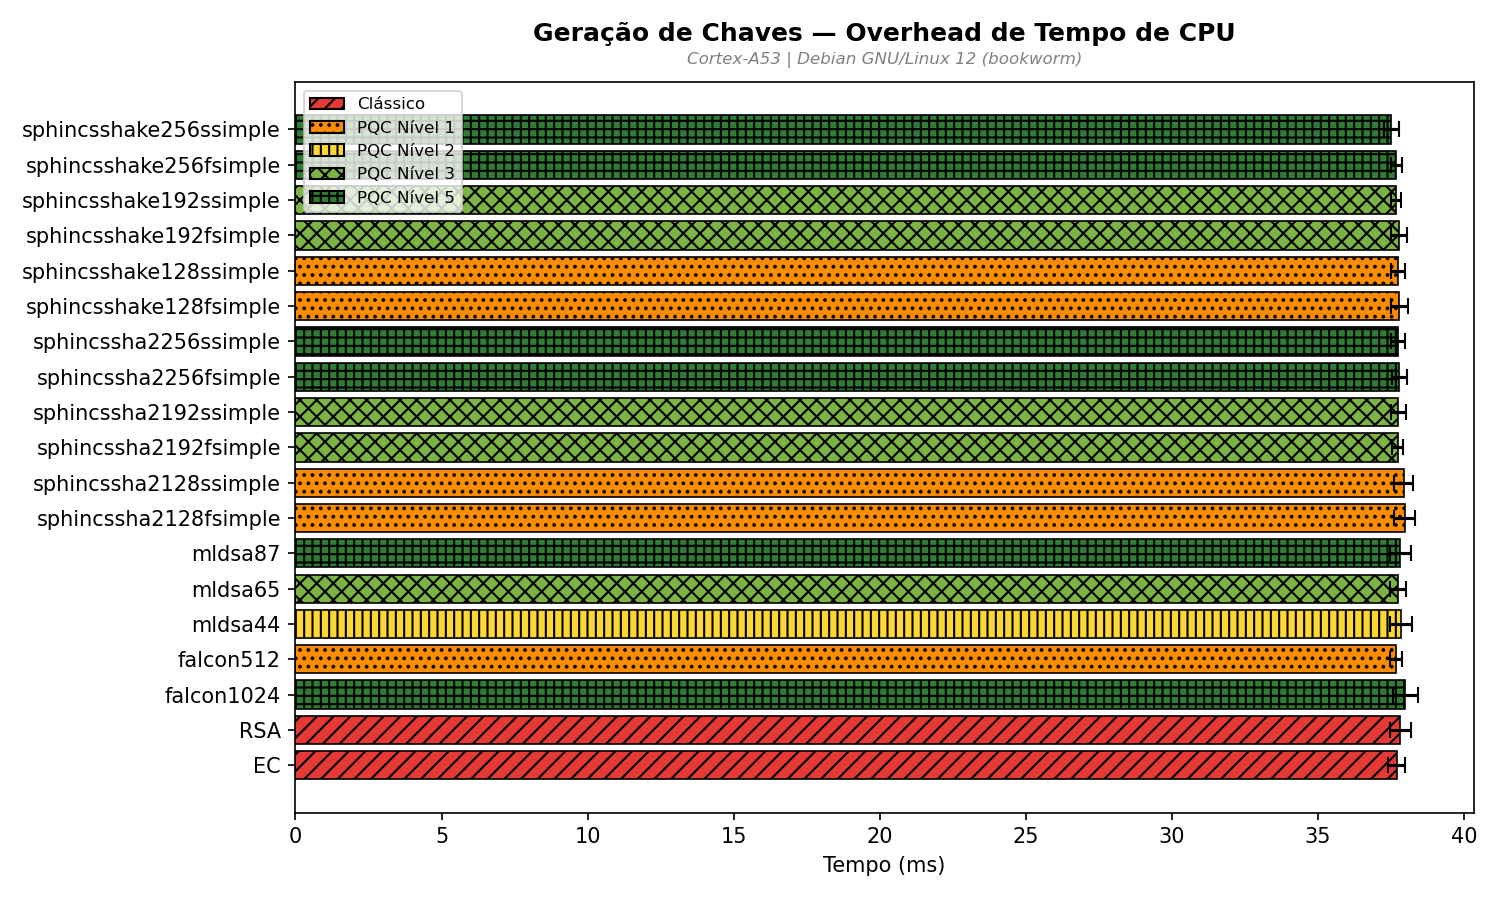 Geração de Chaves — Overhead de Tempo de CPU
Cortex-A53 | Debian GNU/Linux 12 (bookworm)
Clássico
PQC Nível 1
PQC Nível 2
PQC Nível 3
PQC Nível 5
sphincsshake256ssimple
sphincsshake256fsimple
sphincsshake192ssimple
sphincsshake192fsimple
sphincsshake128ssimple
sphincsshake128fsimple
sphincssha2256ssimple
sphincssha2256fsimple
sphincssha2192ssimple
sphincssha2192fsimple
sphincssha2128ssimple
sphincssha2128fsimple
mldsa87
mldsa65
mldsa44
falcon512
falcon1024
RSA
EC
0 5 10 15 20 25 30 35 40
Tempo (ms)